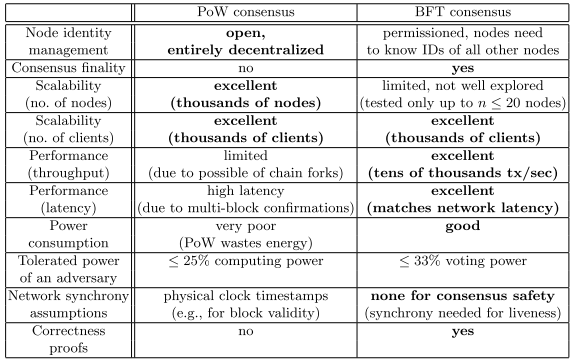 PoW consensus BFT consensus
Node identity open, permissioned, nodes need
management entirely decentralized to know IDs of all other nodes
Consensus finality no yes
Scalability excellent limited, not well explored
(no. of nodes) (thousands of nodes) (tested only up to n ≤ 20 nodes)
Scalability excellent excellent
(no. of clients) (thousands of clients) (thousands of clients)
Performance limited excellent
(throughput) (due to possible of chain forks) (tens of thousands tx/sec)
Performance high latency excellent
(latency) (due to multi-block confirmations) (matches network latency)
Power very poor good
consumption (PoW wastes energy)
Tolerated power ≤ 25% computing power ≤ 33% voting power
of an adversary
Network synchrony physical clock timestamps none for consensus safety
assumptions (e.g., for block validity) (synchrony needed for liveness)
Correctness no yes
proofs